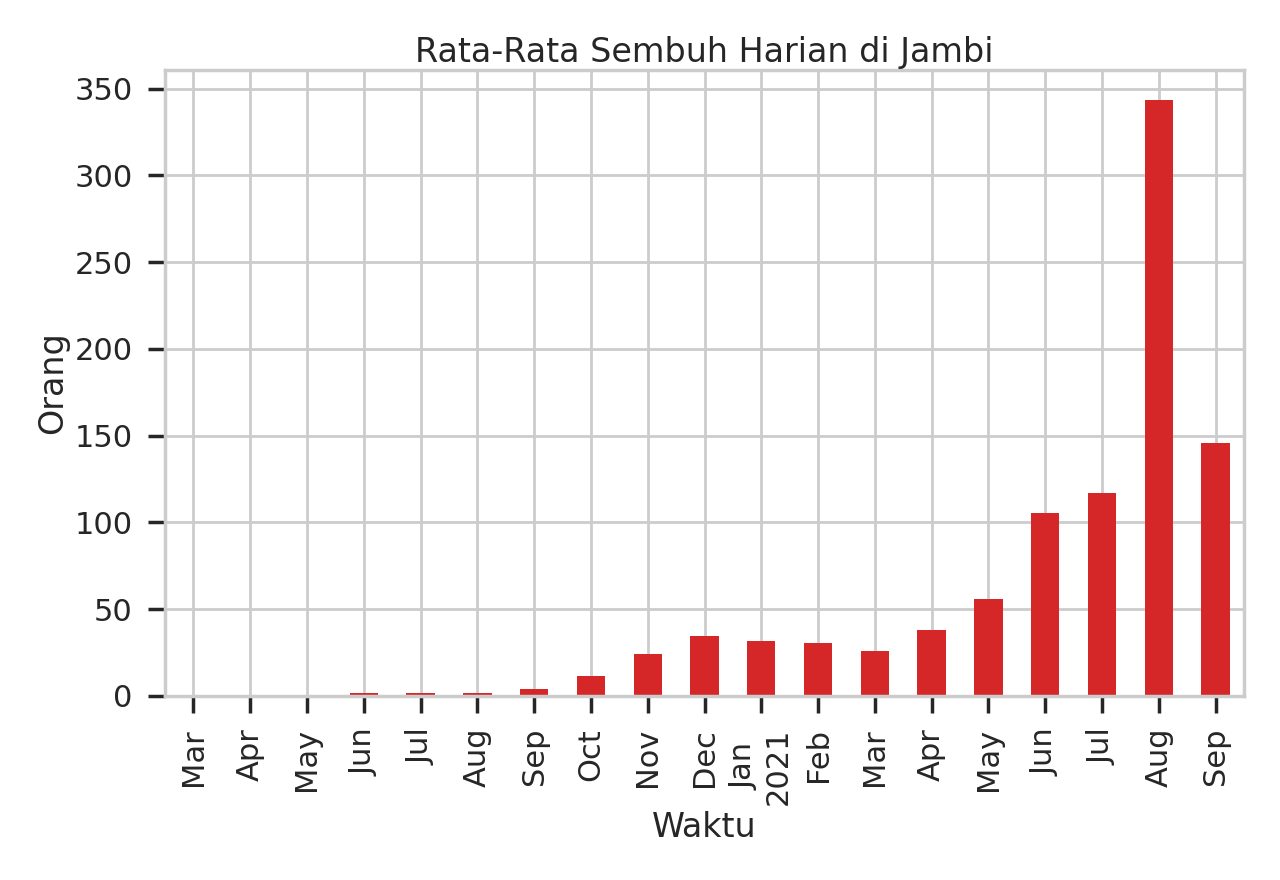 Rata-Rata Sembuh Harian di Jambi
Orang
350
300
250
200
150
100
50
0
Mar
Apr
May
Jun
Jul
Aug
Sep
Oct
Nov
Dec
Jan
2021
Feb
Mar
Apr
May
Jun
Jul
Aug
Sep
Waktu